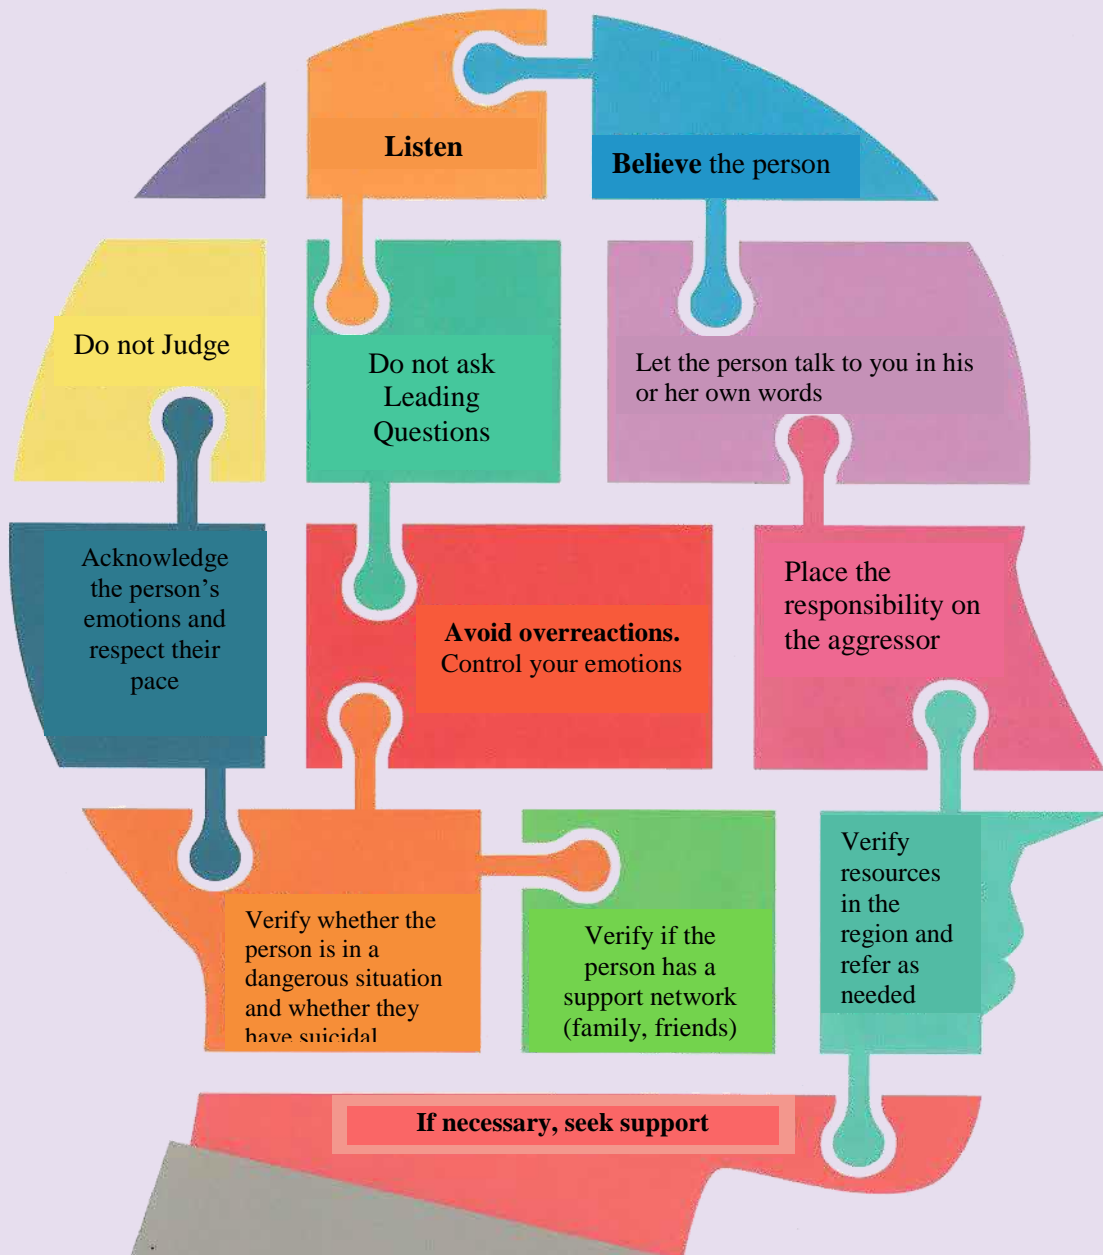 Listen
Believe the person
Do not Judge
Do not ask
Leading
Questions
Let the person talk to you in his
or her own words
Acknowledge
the person’s
emotions and
respect their
pace
Avoid overreactions.
Control your emotions
Place the
responsibility on
the aggressor
Verify whether the
person is in a
dangerous situation
and whether they
have suicidal
Verify if the
person has a
support network
(family, friends)
Verify
resources
in the
region and
refer as
needed
If necessary, seek support